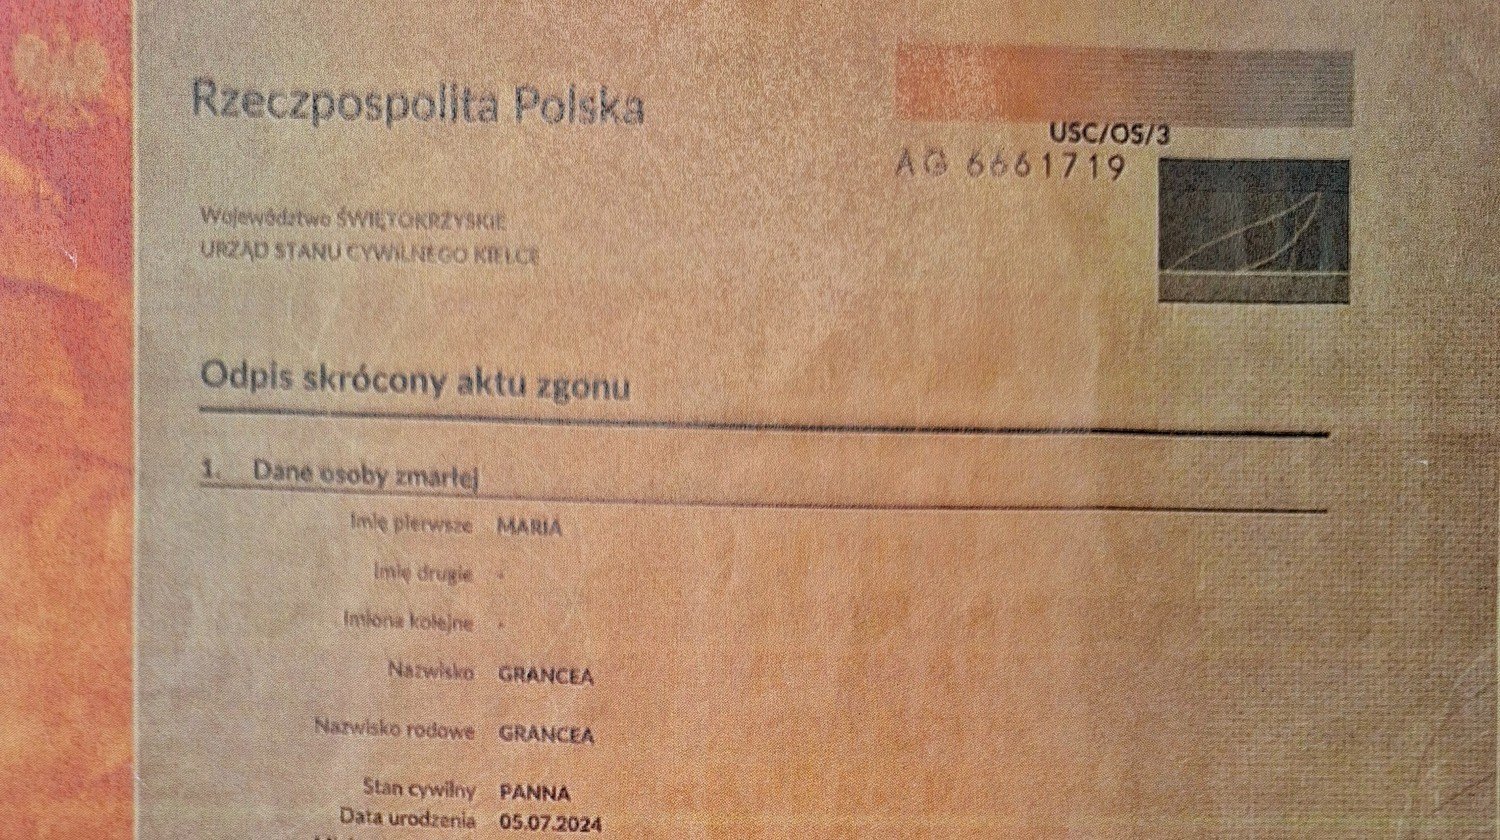 Rzeczpospolita Polska
USC/OS/3
AG 6661719
Województwo ŚWIĘTOKRZYSKIE
URZĄD STANU CYWILNEGO KIELCE
Odpis skrócony aktu zgonu
1. Dane osoby zmarłej
Imię pierwsze MARIA
Imię drugie -
Imiona kolejne -
Nazwisko GRANCEA
Nazwisko rodowe GRANCEA
Stan cywilny PANNA
Data urodzenia 05.07.2024